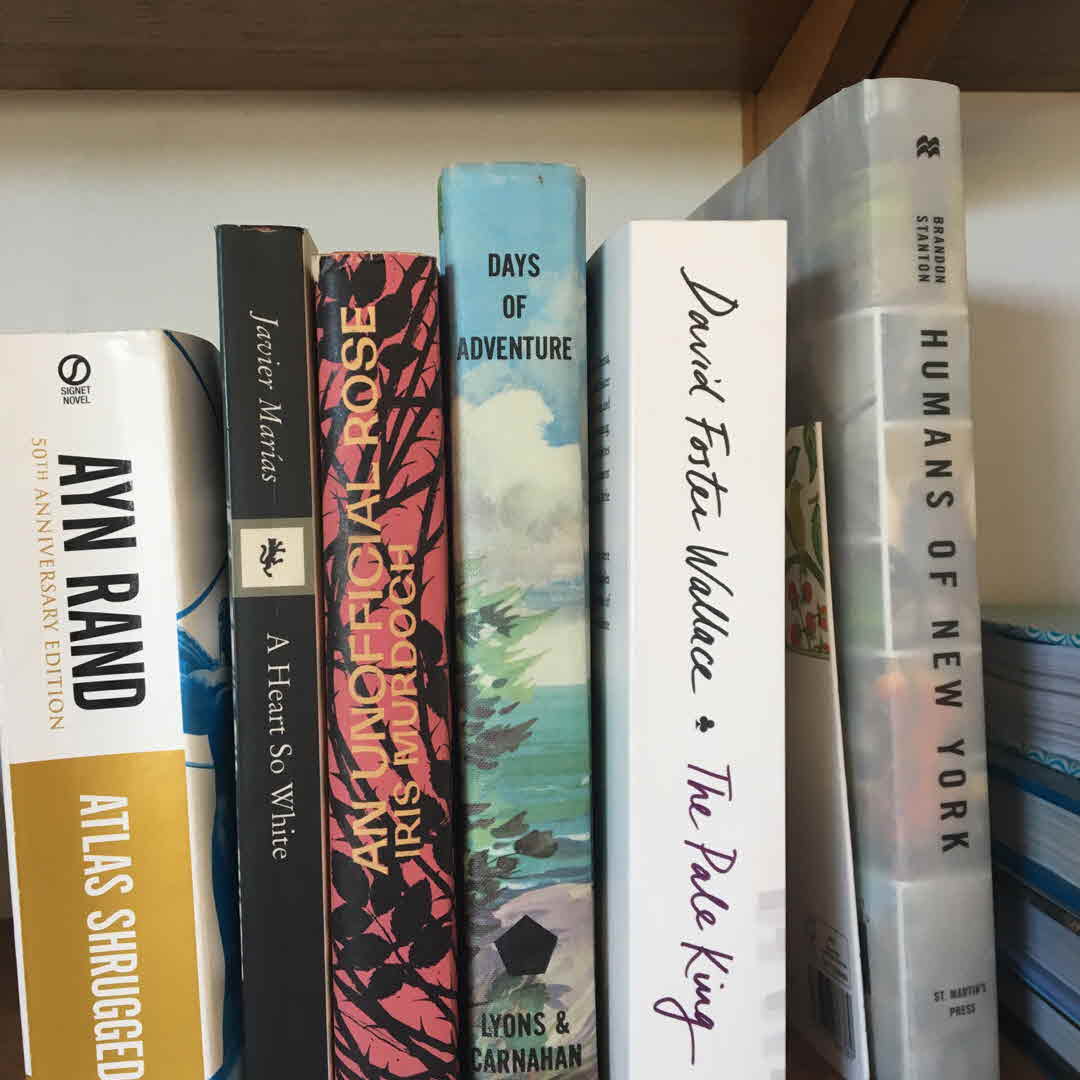 SIGNET
NOVEL
AYN RAND
50TH ANNIVERSARY EDITION
ATLAS SHRUGGED
Javier Marías
A Heart So White
AN UNOFFICIAL ROSE
IRIS MURDOCH
DAYS
OF
ADVENTURE
LYONS &
CARNAHAN
David Foster Wallace ♣ The Pale King
BRANDON
STANTON
HUMANS OF NEW YORK
ST. MARTIN'S
PRESS